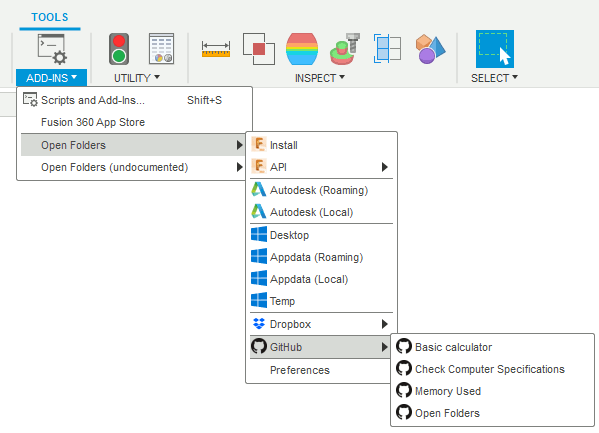 TOOLS
ADD-INS
UTILITY
INSPECT
SELECT
Scripts and Add-Ins... Shift+S
Fusion 360 App Store
Open Folders
Open Folders (undocumented)
Install
API
Autodesk (Roaming)
Autodesk (Local)
Desktop
Appdata (Roaming)
Appdata (Local)
Temp
Dropbox
GitHub
Preferences
Basic calculator
Check Computer Specifications
Memory Used
Open Folders